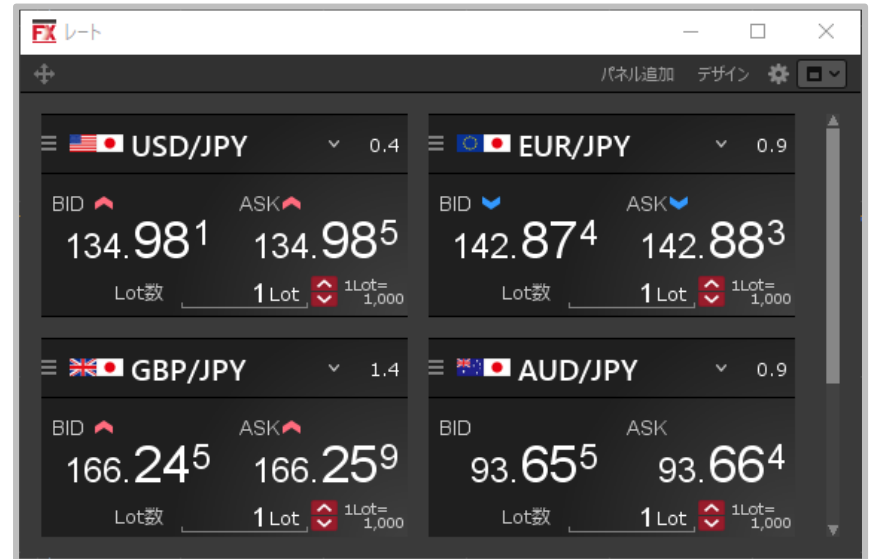 FX レート
パネル追加 デザイン
USD/JPY 0.4
BID ASK
134.981 134.985
Lot数 1 Lot 1Lot=
1,000
EUR/JPY 0.9
BID ASK
142.874 142.883
Lot数 1 Lot 1Lot=
1,000
GBP/JPY 1.4
BID ASK
166.245 166.259
Lot数 1 Lot 1Lot=
1,000
AUD/JPY 0.9
BID ASK
93.655 93.664
Lot数 1 Lot 1Lot=
1,000